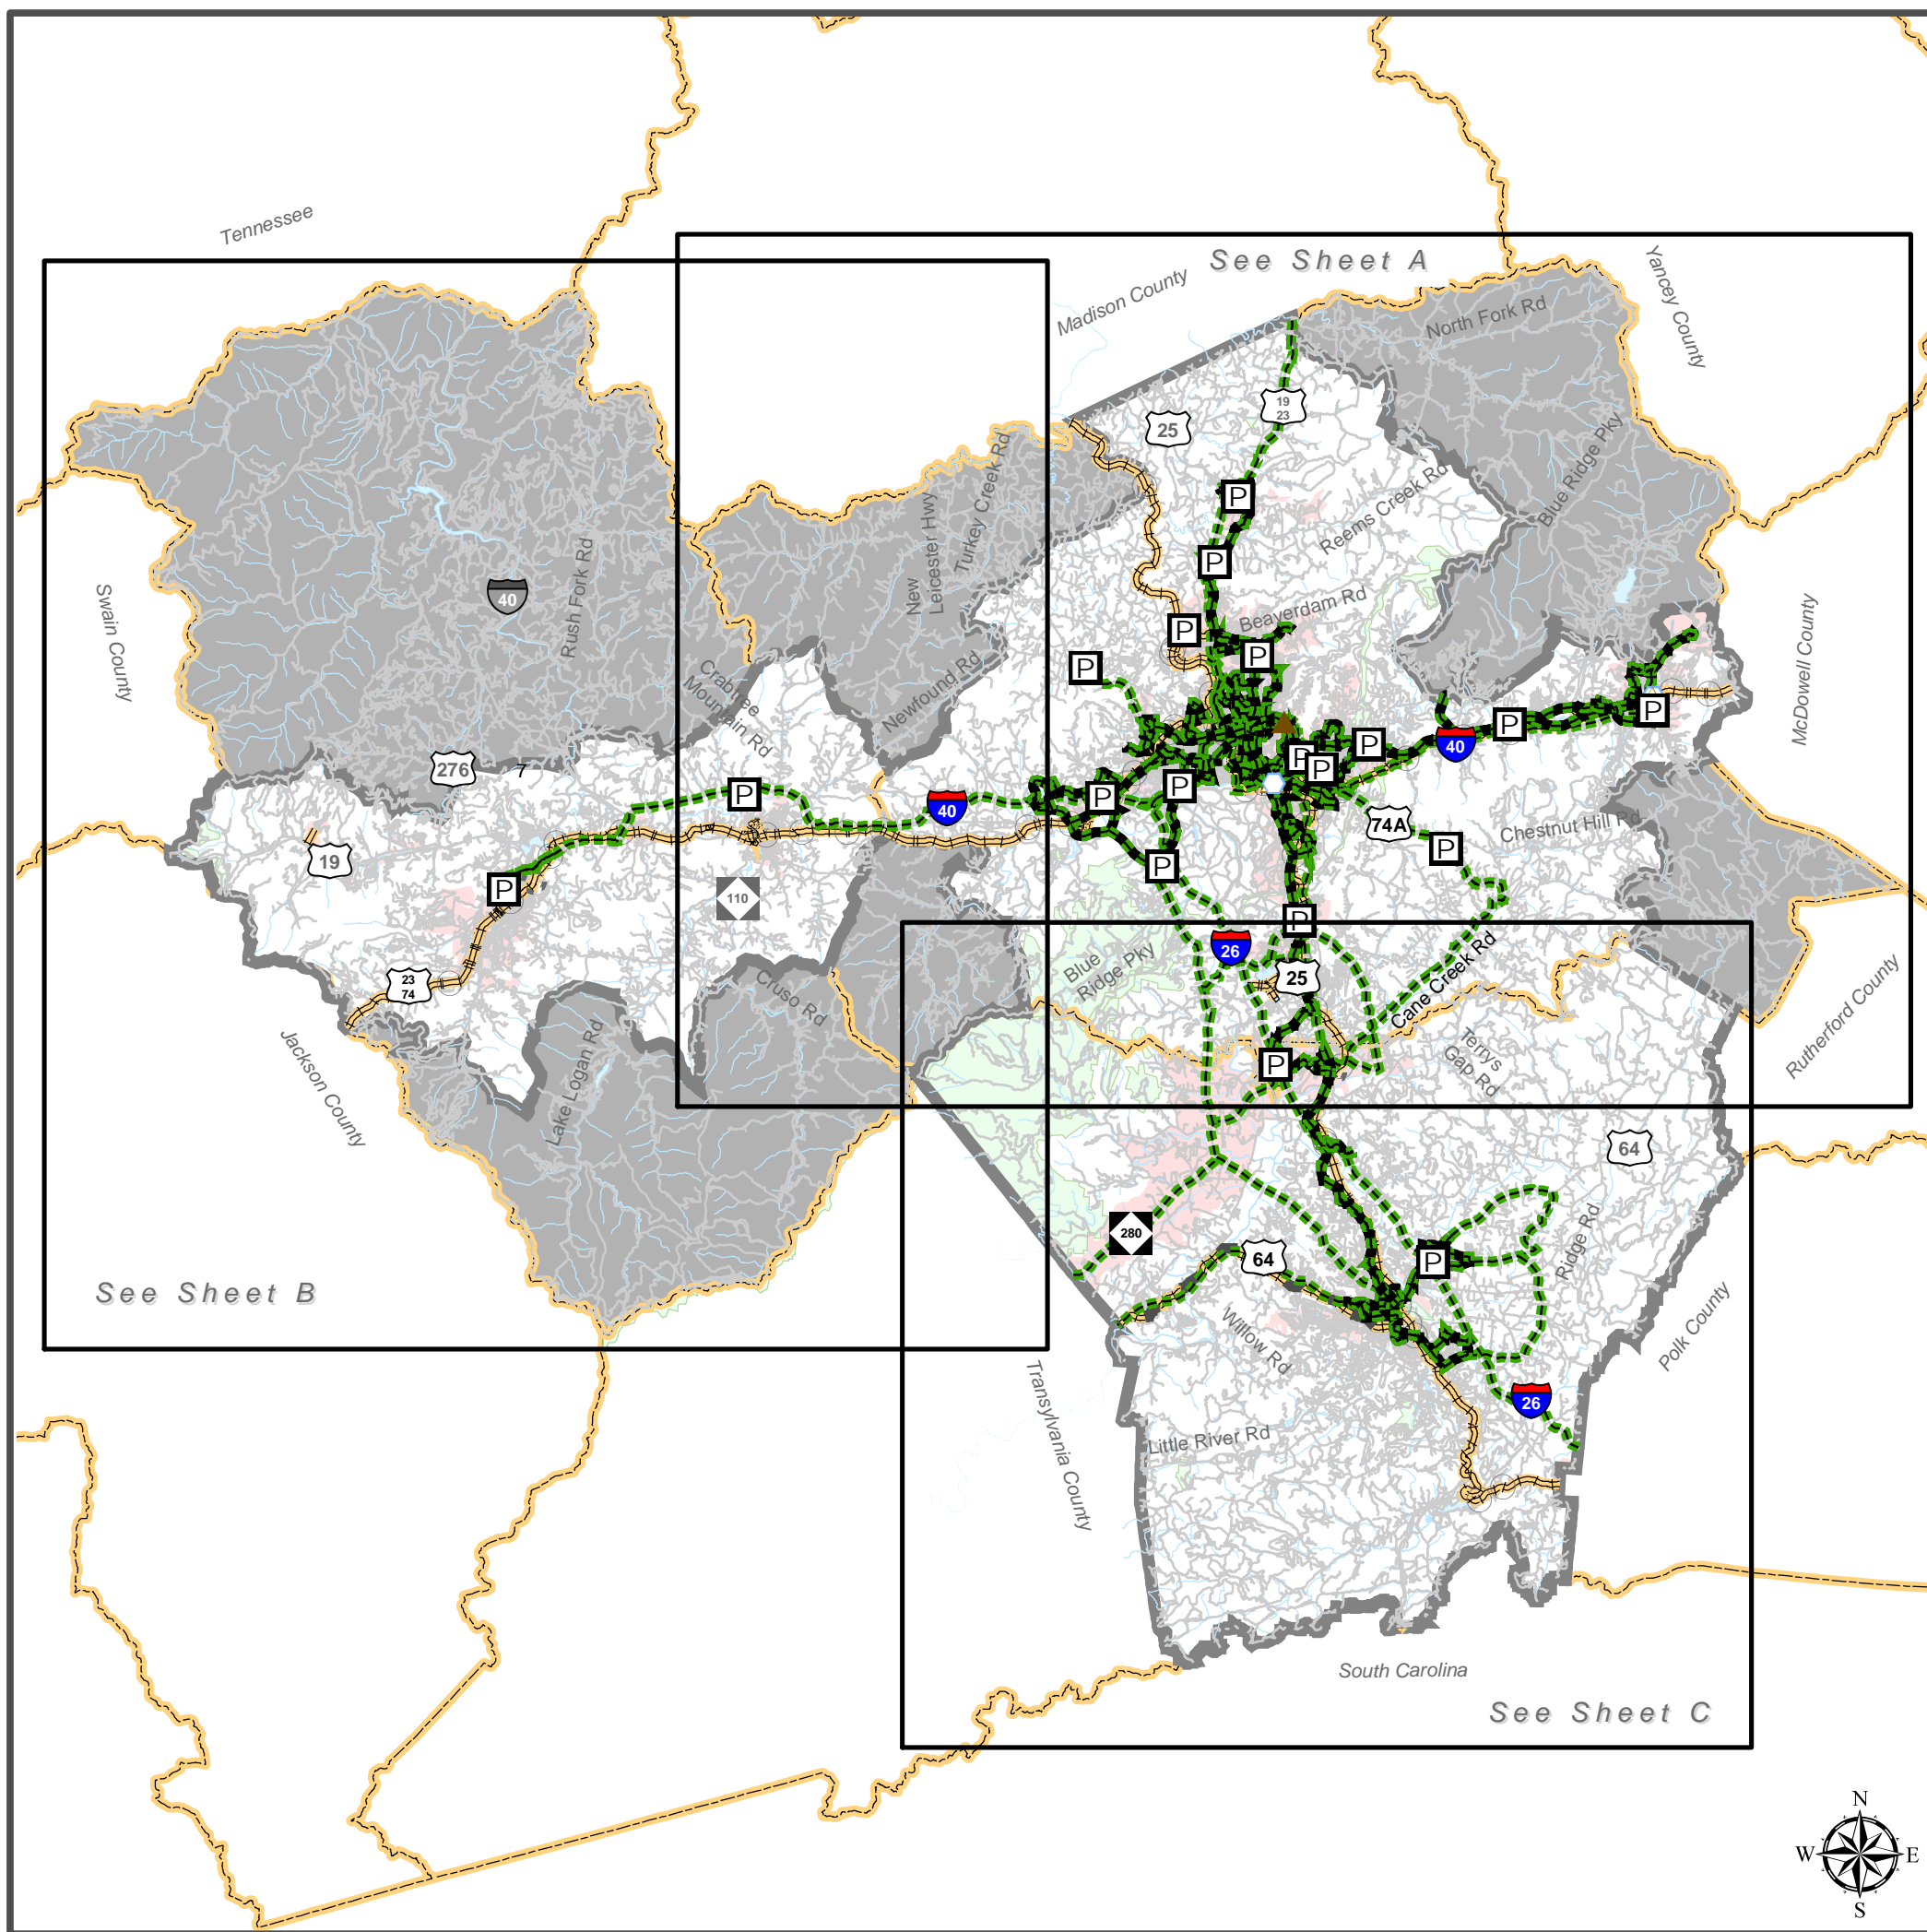 Tennessee
See Sheet A
Madison County
Yancey County
North Fork Rd
19
23
25
Blue Ridge Pky
Reems Creek Rd
Turkey Creek Rd
New
Leicester Hwy
P
P
Rush Fork Rd
40
Swain County
Beaverdam Rd
McDowell County
P
P
P
Crabtree
Mountain Rd
Newfound Rd
P
P
40
P
P
P
276
7
P
P
P
40
74A
Chestnut Hill Rd
P
19
P
P
110
P
26
Blue
Ridge Pky
Cane Creek Rd
25
23
74
Cruso Rd
Rutherford County
Jackson County
Lake Logan Rd
Terrys
Gap Rd
P
64
280
64
Ridge Rd
P
See Sheet B
Willow Rd
Polk County
26
Transylvania County
Little River Rd
South Carolina
See Sheet C
N
W
E
S